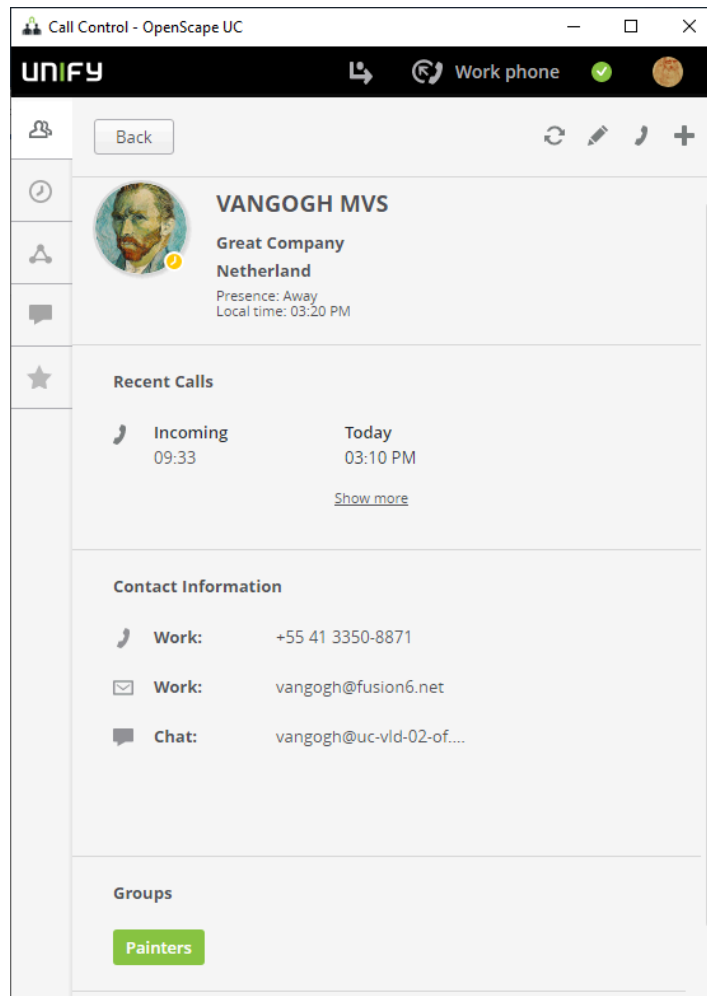 Call Control - OpenScape UC
UNIFY
Work phone
Back
VANGOGH MVS
Great Company
Netherland
Presence: Away
Local time: 03:20 PM
Recent Calls
Incoming Today
09:33 03:10 PM
Show more
Contact Information
Work: +55 41 3350-8871
Work: vangogh@fusion6.net
Chat: vangogh@uc-vld-02-of....
Groups
Painters